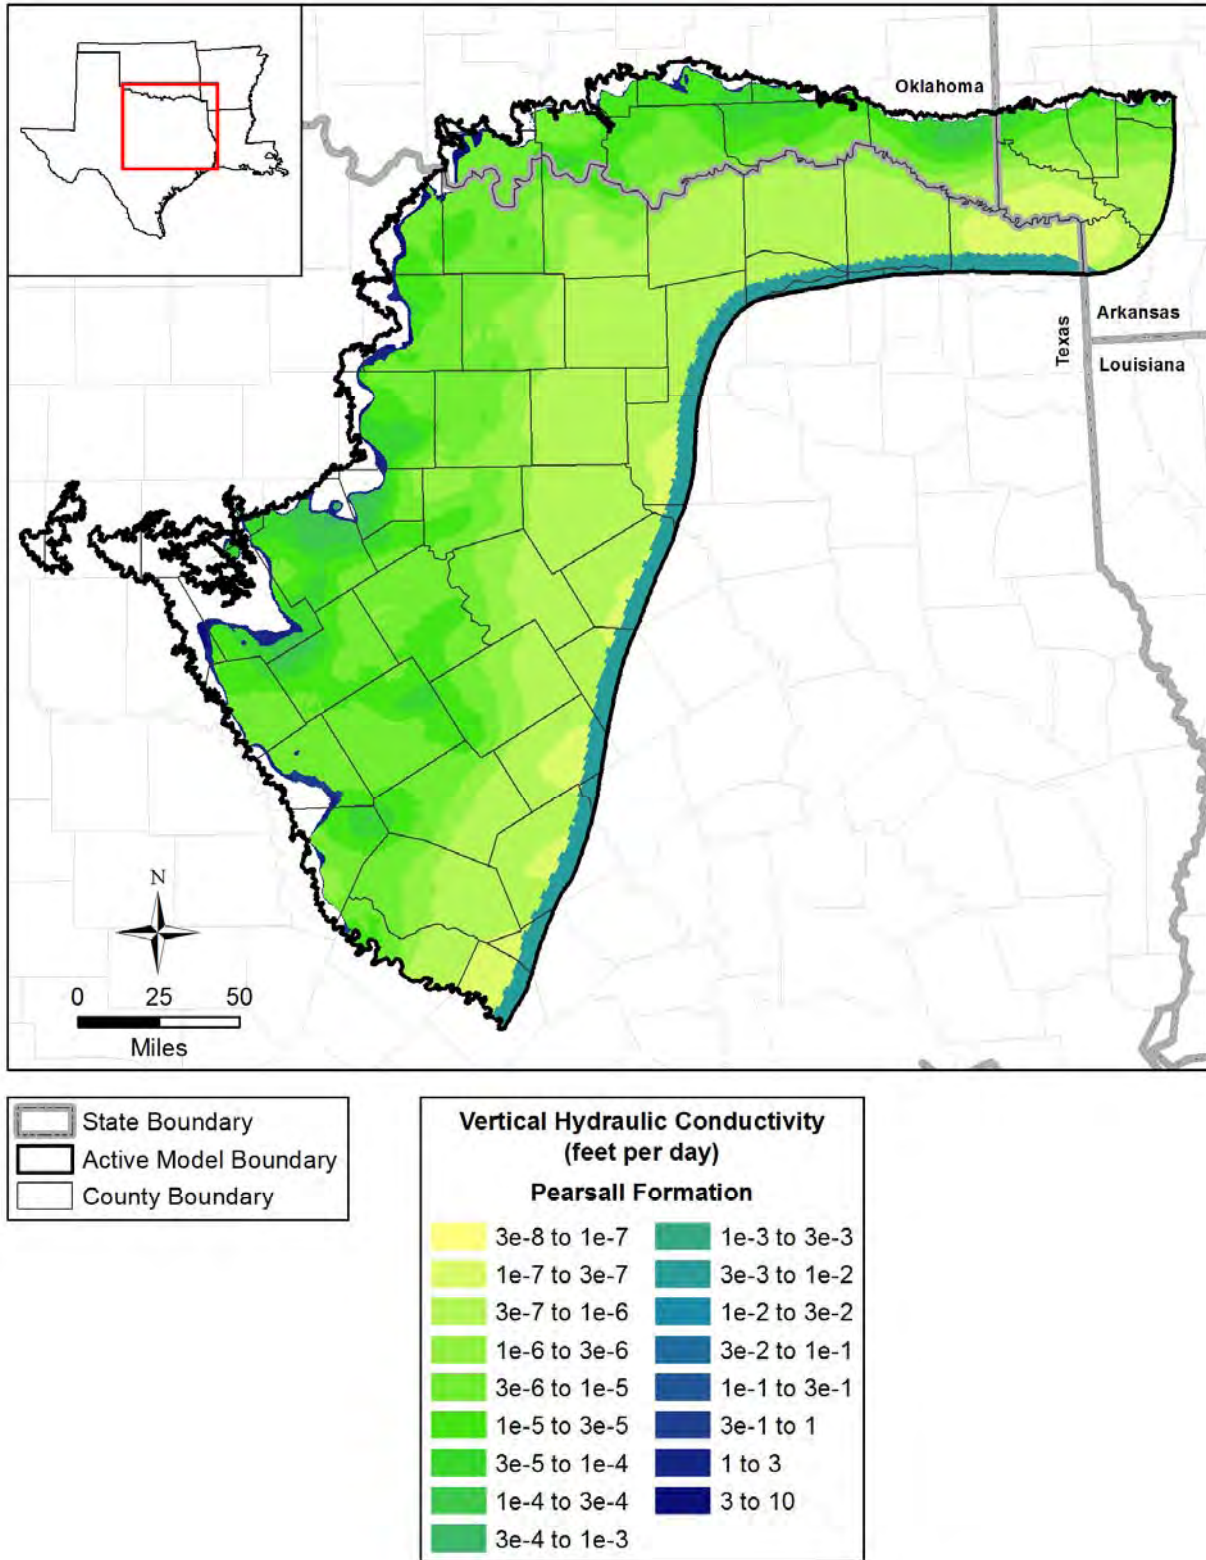 Oklahoma
Arkansas
Texas
Louisiana
N
0 25 50
Miles
State Boundary
Active Model Boundary
County Boundary
Vertical Hydraulic Conductivity
(feet per day)
Pearsall Formation
3e-8 to 1e-7
1e-7 to 3e-7
3e-7 to 1e-6
1e-6 to 3e-6
3e-6 to 1e-5
1e-5 to 3e-5
3e-5 to 1e-4
1e-4 to 3e-4
3e-4 to 1e-3
1e-3 to 3e-3
3e-3 to 1e-2
1e-2 to 3e-2
3e-2 to 1e-1
1e-1 to 3e-1
3e-1 to 1
1 to 3
3 to 10